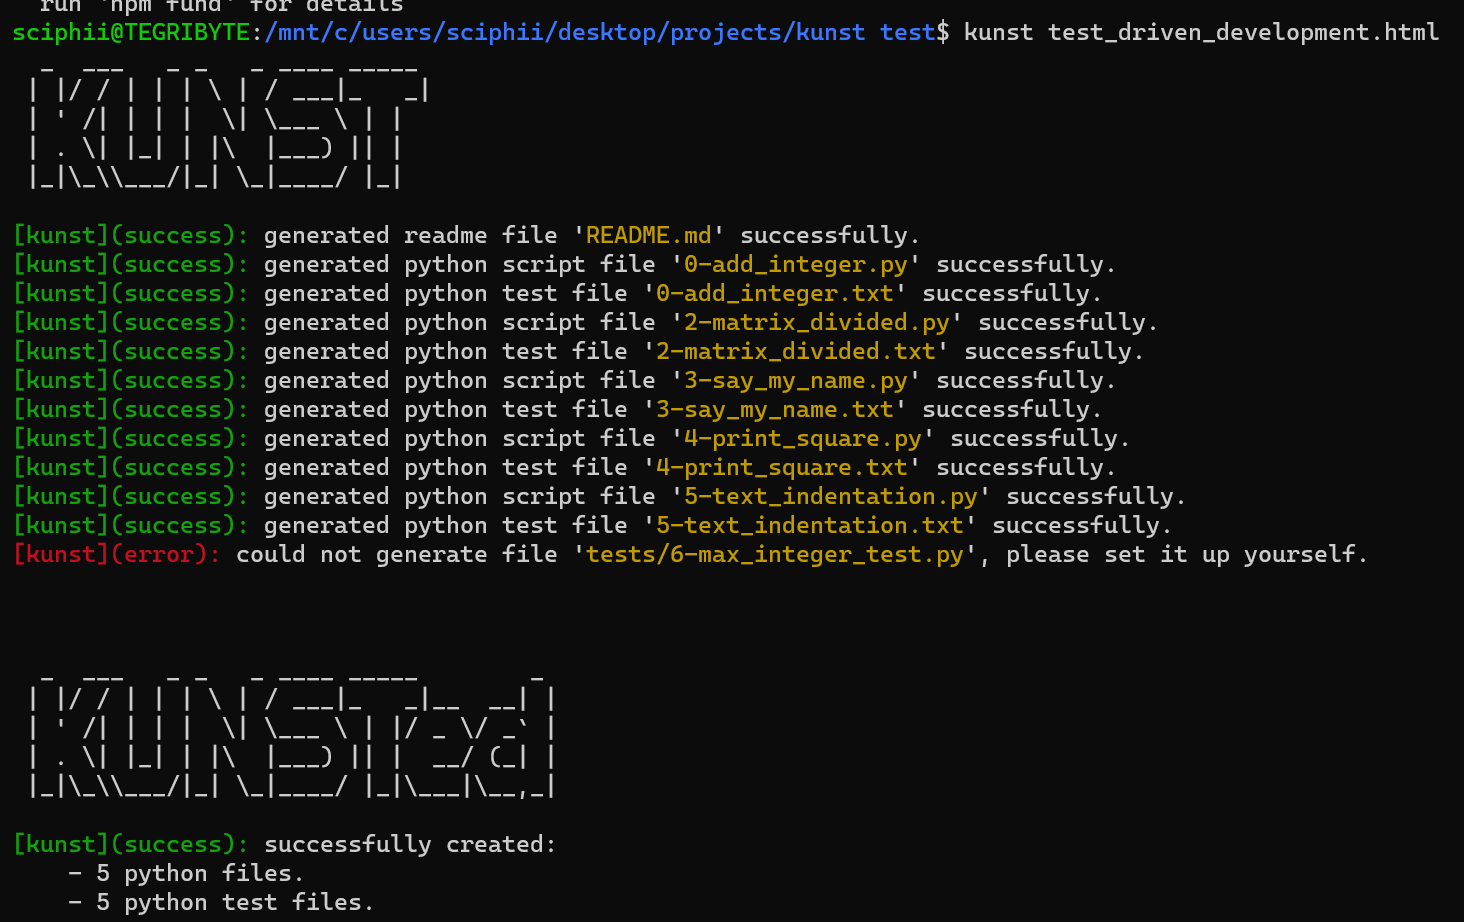 run 'npm fund' for details
sciphii@TEGRIBYTE:/mnt/c/users/sciphii/desktop/projects/kunst test$ kunst test_driven_development.html
  _  ___   _ _   _ ____ _____
 | |/ / | | | \ | / ___|_   _|
 | ' /| | | |  \| \___ \ | |
 | . \| |_| | |\  |___) || |
 |_|\_\\___/|_| \_|____/ |_|
[kunst](success): generated readme file 'README.md' successfully.
[kunst](success): generated python script file '0-add_integer.py' successfully.
[kunst](success): generated python test file '0-add_integer.txt' successfully.
[kunst](success): generated python script file '2-matrix_divided.py' successfully.
[kunst](success): generated python test file '2-matrix_divided.txt' successfully.
[kunst](success): generated python script file '3-say_my_name.py' successfully.
[kunst](success): generated python test file '3-say_my_name.txt' successfully.
[kunst](success): generated python script file '4-print_square.py' successfully.
[kunst](success): generated python test file '4-print_square.txt' successfully.
[kunst](success): generated python script file '5-text_indentation.py' successfully.
[kunst](success): generated python test file '5-text_indentation.txt' successfully.
[kunst](error): could not generate file 'tests/6-max_integer_test.py', please set it up yourself.
  _  ___   _ _   _ ____ _____        _
 | |/ / | | | \ | / ___|_   _|__  __| |
 | ' /| | | |  \| \___ \ | |/ _ \/ _` |
 | . \| |_| | |\  |___) || |  __/ (_| |
 |_|\_\\___/|_| \_|____/ |_|\___|\__,_|
[kunst](success): successfully created:
    - 5 python files.
    - 5 python test files.